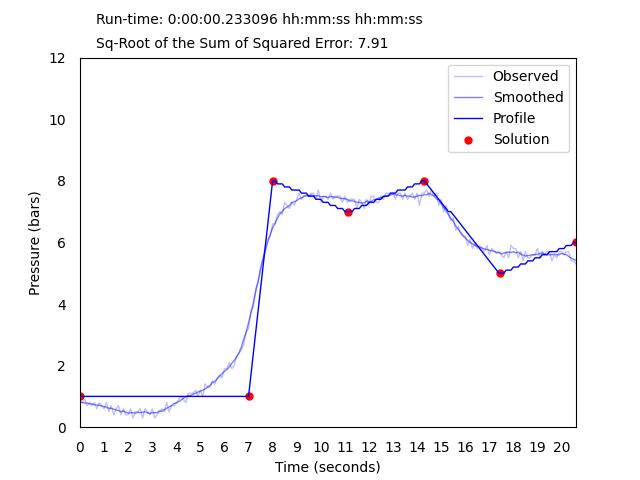 Run-time: 0:00:00.233096 hh:mm:ss hh:mm:ss
Sq-Root of the Sum of Squared Error: 7.91
12
10
8
6
4
2
0
Pressure (bars)
Observed
Smoothed
Profile
Solution
0 1 2 3 4 5 6 7 8 9 10 11 12 13 14 15 16 17 18 19 20
Time (seconds)